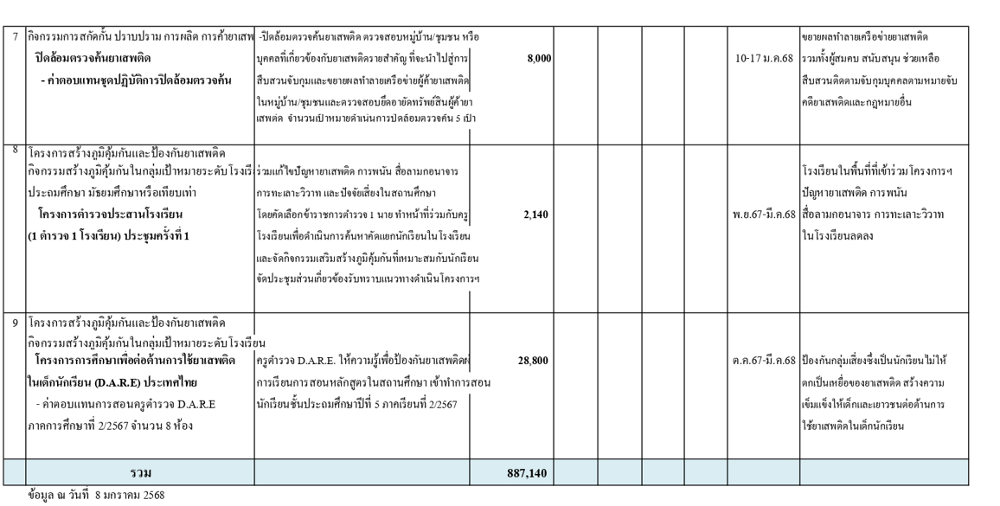 7 กิจกรรมการสกัดกั้น ปราบปราม การผลิต การค้ายาเสพ
ปิดล้อมตรวจค้นยาเสพติด
- ค่าตอบแทนชุดปฏิบัติการปิดล้อมตรวจค้น
-ปิดล้อมตรวจค้นยาเสพติด ตรวจสอบหมู่บ้าน/ชุมชน หรือ
บุคคลที่เกี่ยวข้องกับยาเสพติดรายสำคัญ ที่จะนำไปสู่การ
สืบสวนจับกุมและขยายผลทำลายเครือข่ายผู้ค้ายาเสพติด
ในหมู่บ้าน/ชุมชนและตรวจสอบยึดอายัดทรัพย์สินผู้ค้ายา
เสพติด จำนวนเป้าหมายดำเนินการปิดล้อมตรวจค้น 5 เป้า
8,000
10-17 ม.ค.68
ขยายผลทำลายเครือข่ายยาเสพติด
รวมทั้งผู้สมคบ สนับสนุน ช่วยเหลือ
สืบสวนติดตามจับกุมบุคคลตามหมายจับ
คดียาเสพติดและกฎหมายอื่น
8 โครงการสร้างภูมิคุ้มกันและป้องกันยาเสพติด
กิจกรรมสร้างภูมิคุ้มกันในกลุ่มเป้าหมายระดับโรงเรี
ประถมศึกษา มัธยมศึกษาหรือเทียบเท่า
โครงการตำรวจประสานโรงเรียน
(1 ตำรวจ 1 โรงเรียน) ประชุมครั้งที่ 1
ร่วมแก้ไขปัญหายาเสพติด การพนัน สื่อลามกอนาจาร
การทะเลาะวิวาท และปัจจัยเสี่ยงในสถานศึกษา
โดยคัดเลือกข้าราชการตำรวจ 1 นาย ทำหน้าที่ร่วมกับครู
โรงเรียนเพื่อดำเนินการค้นหาคัดแยกนักเรียนในโรงเรียน
และจัดกิจกรรมเสริมสร้างภูมิคุ้มกันที่เหมาะสมกับนักเรียน
จัดประชุมส่วนเกี่ยวข้องรับทราบแนวทางดำเนินโครงการฯ
2,140
พ.ย.67-มี.ค.68
โรงเรียนในพื้นที่ที่เข้าร่วมโครงการฯ
ปัญหายาเสพติด การพนัน
สื่อลามกอนาจาร การทะเลาะวิวาท
ในโรงเรียนลดลง
9 โครงการสร้างภูมิคุ้มกันและป้องกันยาเสพติด
กิจกรรมสร้างภูมิคุ้มกันในกลุ่มเป้าหมายระดับโรงเรียน
โครงการการศึกษาเพื่อต่อต้านการใช้ยาเสพติด
ในเด็กนักเรียน (D.A.R.E) ประเทศไทย
- ค่าตอบแทนการสอนครูตำรวจ D.A.R.E
ภาคการศึกษาที่ 2/2567 จำนวน 8 ห้อง
ครูตำรวจ D.A.R.E. ให้ความรู้เพื่อป้องกันยาเสพติดผ่
การเรียนการสอนหลักสูตรในสถานศึกษา เข้าทำการสอน
นักเรียนชั้นประถมศึกษาปีที่ 5 ภาคเรียนที่ 2/2567
28,800
ต.ค.67-มี.ค.68
ป้องกันกลุ่มเสี่ยงซึ่งเป็นนักเรียนไม่ให้
ตกเป็นเหยื่อของยาเสพติด สร้างความ
เข้มแข็งให้เด็กและเยาวชนต่อต้านการ
ใช้ยาเสพติดในเด็กนักเรียน
รวม 887,140
ข้อมูล ณ วันที่ 8 มกราคม 2568